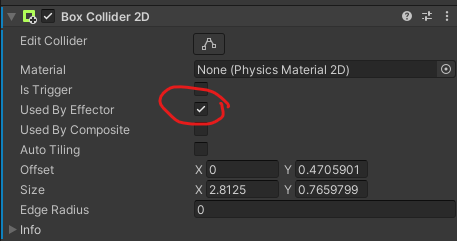 Box Collider 2D
Edit Collider
Material None (Physics Material 2D)
Is Trigger
Used By Effector
Used By Composite
Auto Tiling
Offset X 0 Y 0.4705901
Size X 2.8125 Y 0.7659799
Edge Radius 0
Info